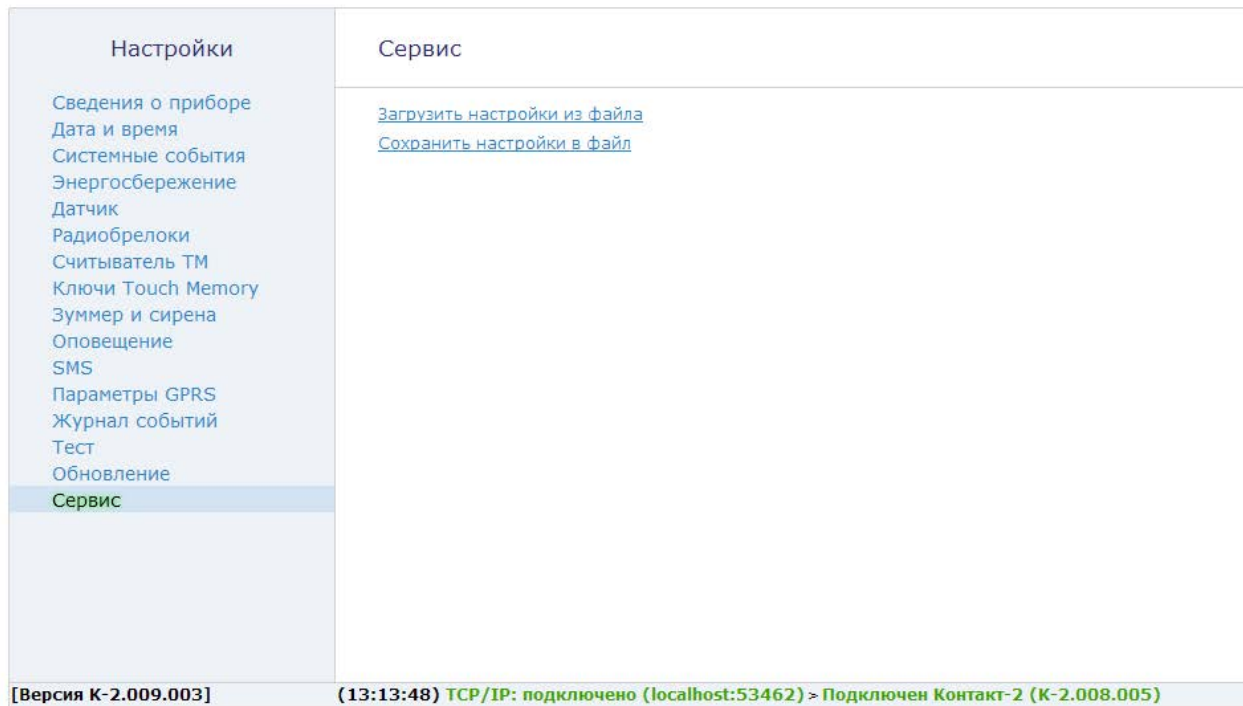 Настройки
Сведения о приборе
Дата и время
Системные события
Энергосбережение
Датчик
Радиобрелоки
Считыватель ТМ
Ключи Touch Memory
Зуммер и сирена
Оповещение
SMS
Параметры GPRS
Журнал событий
Тест
Обновление
Сервис
Сервис
Загрузить настройки из файла
Сохранить настройки в файл
[Версия К-2.009.003]
(13:13:48) TCP/IP: подключено (localhost:53462) > Подключен Контакт-2 (К-2.008.005)